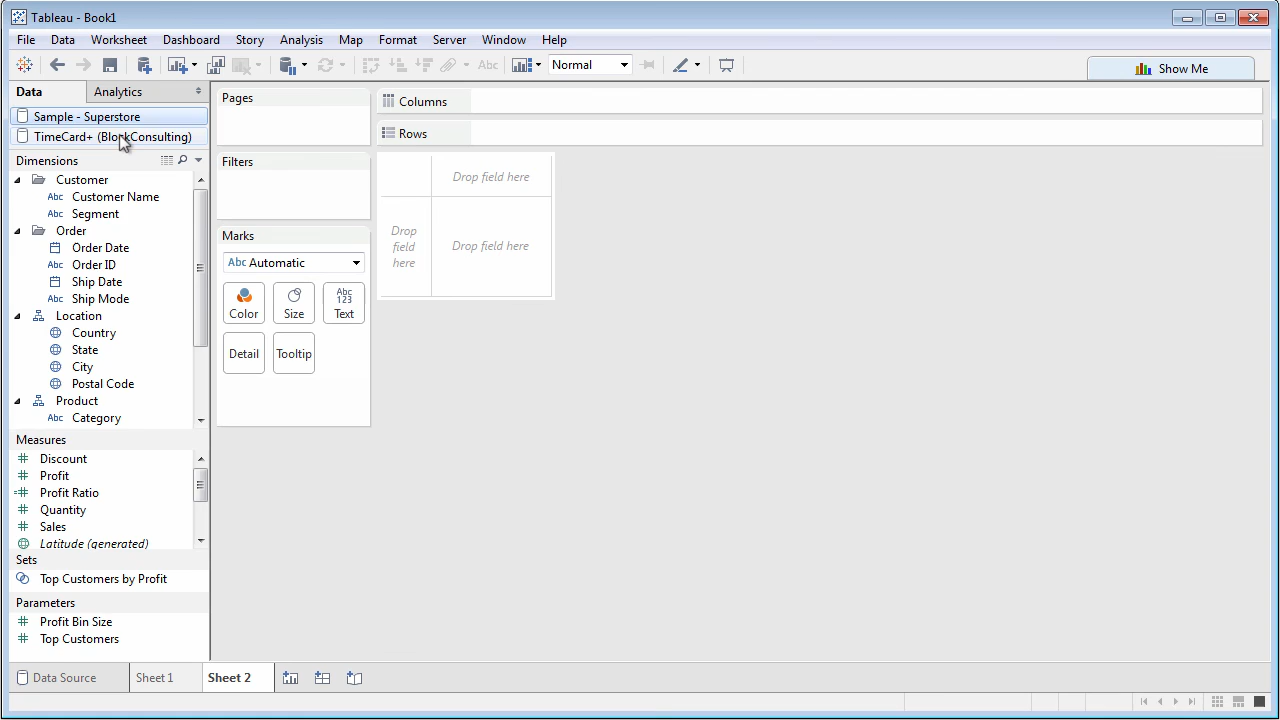 Tableau - Book1
File Data Worksheet Dashboard Story Analysis Map Format Server Window Help
Abc Normal Show Me
Data Analytics
Sample - Superstore
TimeCard+ (BlockConsulting)
Dimensions
Customer
Abc Customer Name
Abc Segment
Order
Order Date
Abc Order ID
Ship Date
Abc Ship Mode
Location
Country
State
City
Postal Code
Product
Abc Category
Measures
Discount
Profit
Profit Ratio
Quantity
Sales
Latitude (generated)
Sets
Top Customers by Profit
Parameters
Profit Bin Size
Top Customers
Pages
Filters
Marks
Abc Automatic
Color Size Abc 123 Text
Detail Tooltip
Columns
Rows
Drop field here
Drop
field
here
Drop field here
Data Source Sheet 1 Sheet 2